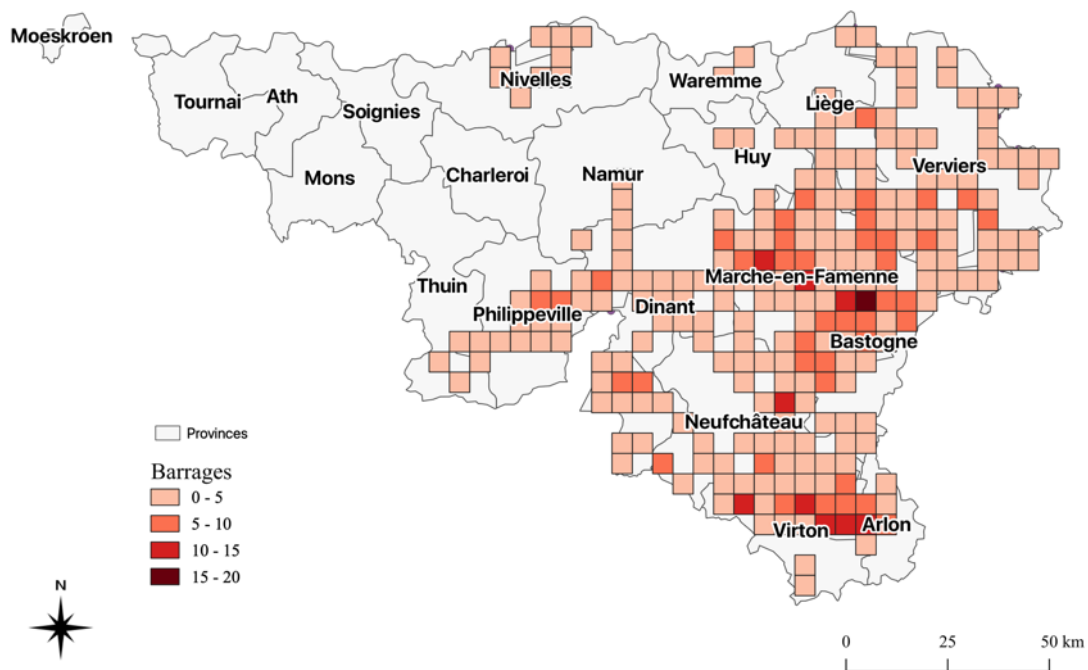 Moeskroen
Tournai
Ath
Soignies
Mons
Nivelles
Waremme
Liège
Charleroi
Namur
Huy
Verviers
Thuin
Philippeville
Dinant
Marche-en-Famenne
Bastogne
Neufchâteau
Virton
Arlon
Provinces
Barrages
0 - 5
5 - 10
10 - 15
15 - 20
N
0 25 50 km